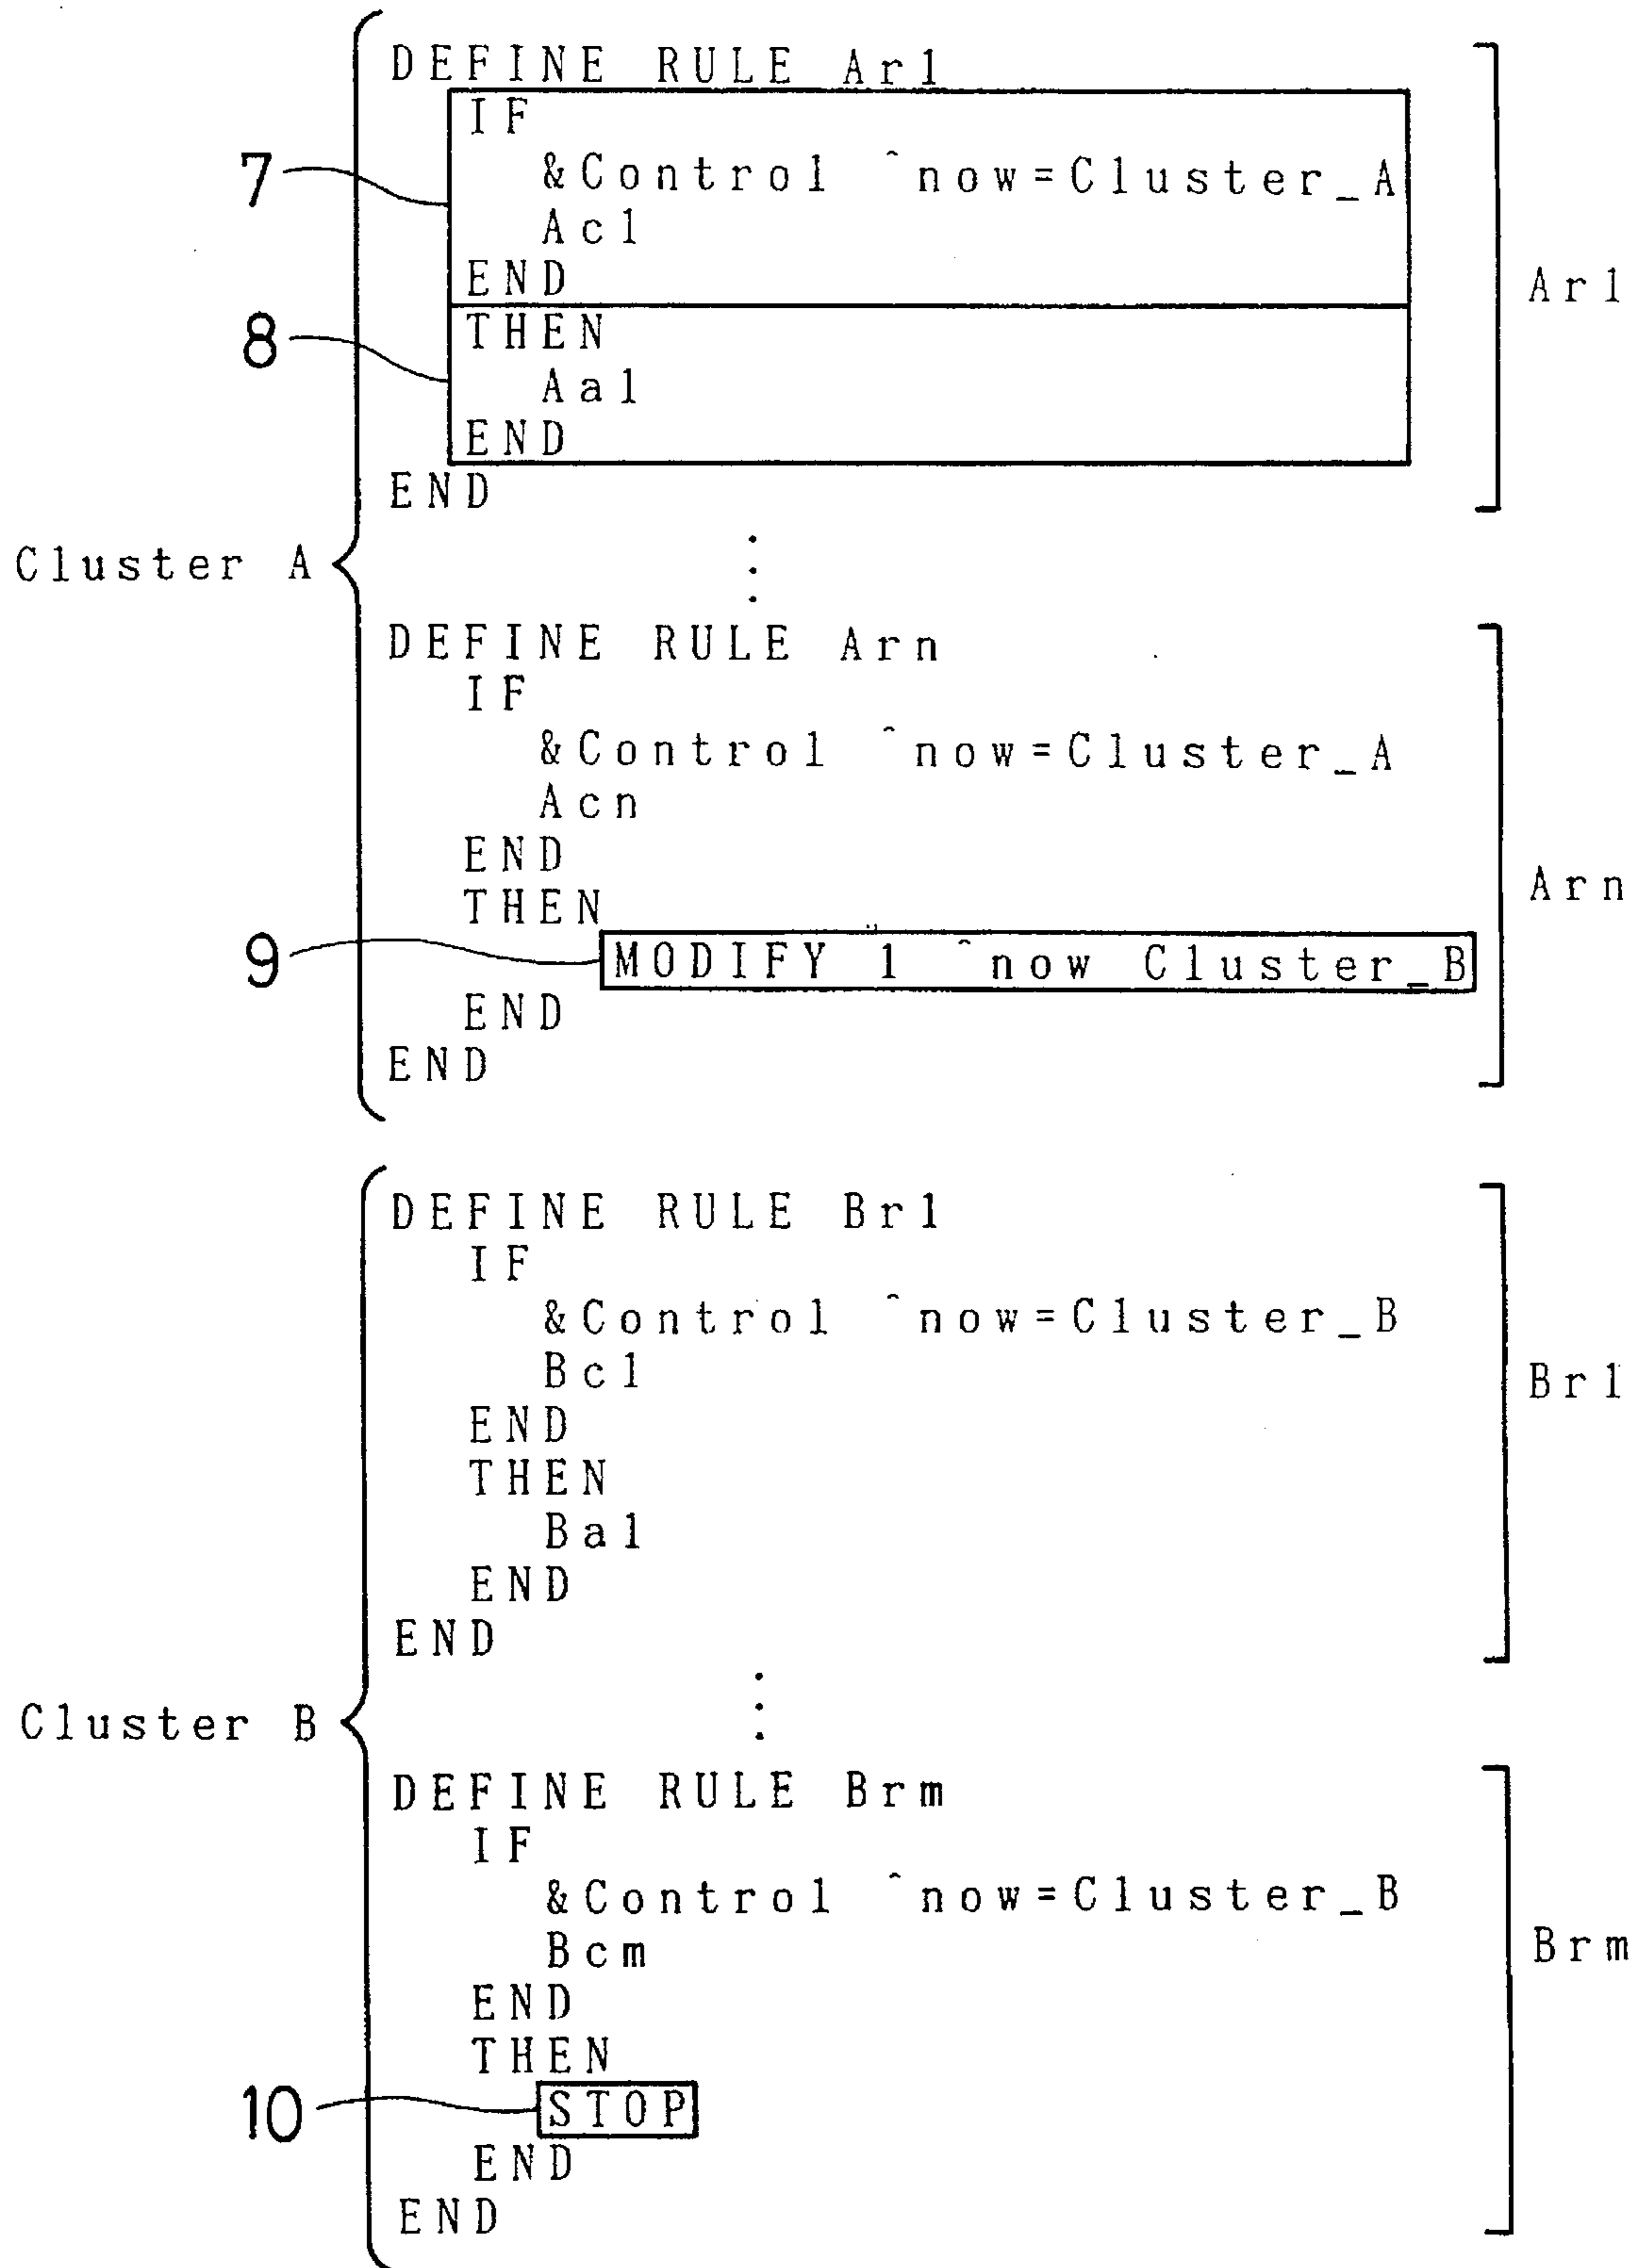 DEFINE RULE Ar1
IF
7
&Control ^now=Cluster_A
Ac1
END
Ar1
8
THEN
Aa1
END
END
Cluster A
⋮
DEFINE RULE Arn
IF
&Control ^now=Cluster_A
Acn
END
THEN
Arn
9
MODIFY 1 ^now Cluster_B
END
END
DEFINE RULE Br1
IF
&Control ^now=Cluster_B
Bc1
Br1
END
THEN
Ba1
END
END
Cluster B
⋮
DEFINE RULE Brm
IF
&Control ^now=Cluster_B
Bcm
Brm
END
THEN
10
STOP
END
END